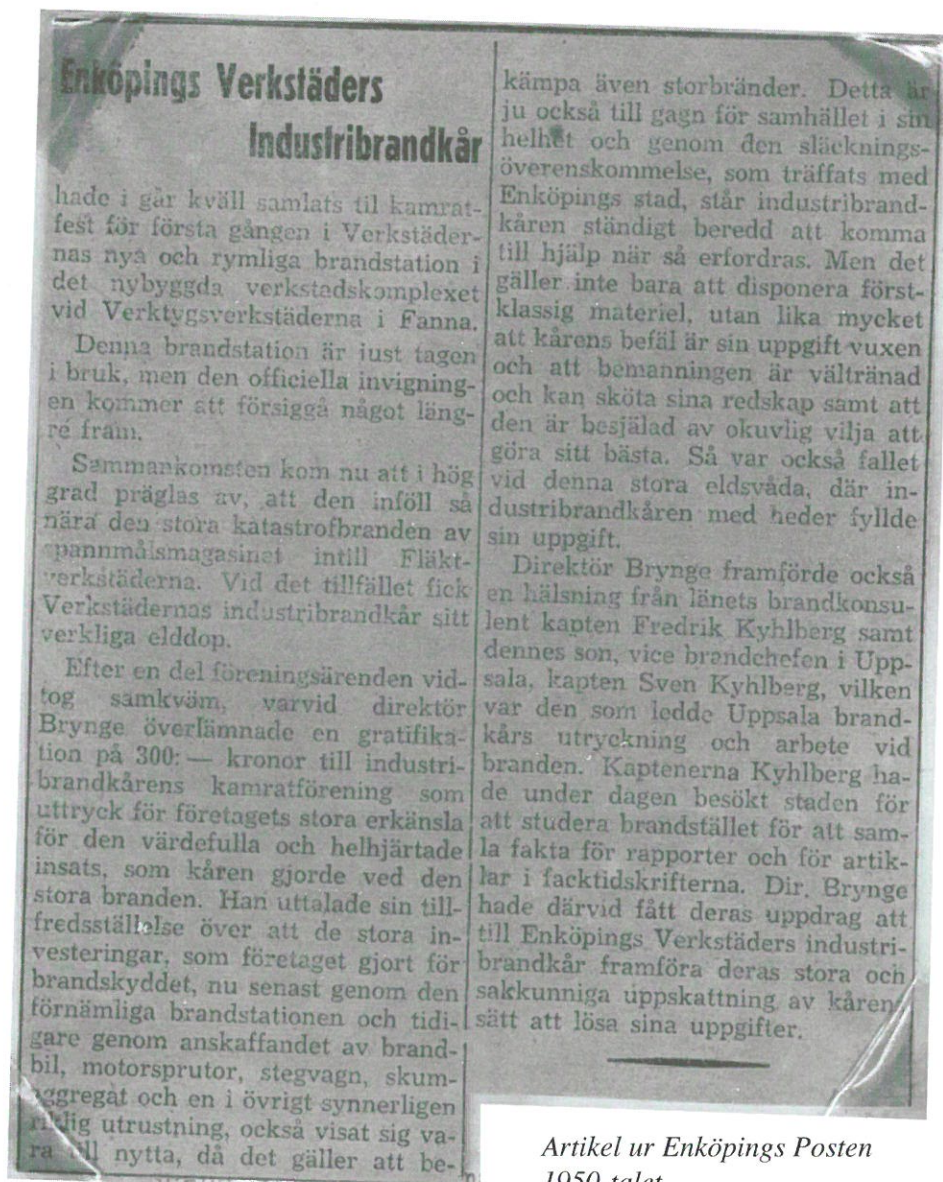 Enköpings Verkstäders
Industribrandkår
hade i går kväll samlats til kamrat-
fest för första gången i Verkstäder-
nas nya och rymliga brandstation i
det nybyggda verkstadskomplexet
vid Verktygsverkstäderna i Fanna.
Denna brandstation är just tagen
i bruk, men den officiella invigning-
en kommer att försiggå något läng-
re fram.
Sammankomsten kom nu att i hög
grad präglas av, att den inföll så
nära den stora katastrofbranden av
spannmålsmagasinet intill Fläkt-
verkstäderna. Vid det tillfället fick
Verkstädernas industribrandkår sitt
verkliga elddop.
Efter en del föreningsärenden vid-
tog samkväm, varvid direktör
Brynge överlämnade en gratifika-
tion på 300:— kronor till industri-
brandkårens kamratförening som
uttryck för företagets stora erkänsla
för den värdefulla och helhjärtade
insats, som kåren gjorde ved den
stora branden. Han uttalade sin till-
fredsställelse över att de stora in-
vesteringar, som företaget gjort för
brandskyddet, nu senast genom den
förnämliga brandstationen och tidi-
gare genom anskaffandet av brand-
bil, motorsprutor, stegvagn, skum-
aggregat och en i övrigt synnerligen
riklig utrustning, också visat sig va-
ra till nytta, då det gäller att be-
kämpa även storbränder. Detta är
ju också till gagn för samhället i sin
helhet och genom den släcknings-
överenskommelse, som träffats med
Enköpings stad, står industribrand-
kåren ständigt beredd att komma
till hjälp när så erfordras. Men det
gäller inte bara att disponera först-
klassig materiel, utan lika mycket
att kårens befäl är sin uppgift vuxen
och att bemanningen är vältränad
och kan sköta sina redskap samt att
den är besjälad av okuvlig vilja att
göra sitt bästa. Så var också fallet
vid denna stora eldsvåda, där in-
dustribrandkåren med heder fyllde
sin uppgift.
Direktör Brynge framförde också
en hälsning från länets brandkonsu-
lent kapten Fredrik Kyhlberg samt
dennes son, vice brandchefen i Upp-
sala, kapten Sven Kyhlberg, vilken
var den som ledde Uppsala brand-
kårs utryckning och arbete vid
branden. Kaptenerna Kyhlberg ha-
de under dagen besökt staden för
att studera brandstället för att sam-
la fakta för rapporter och för artik-
lar i facktidskrifterna. Dir. Brynge
hade därvid fått deras uppdrag att
till Enköpings Verkstäders industri-
brandkår framföra deras stora och
sakkunniga uppskattning av kårens
sätt att lösa sina uppgifter.
Artikel ur Enköpings Posten
1950-talet